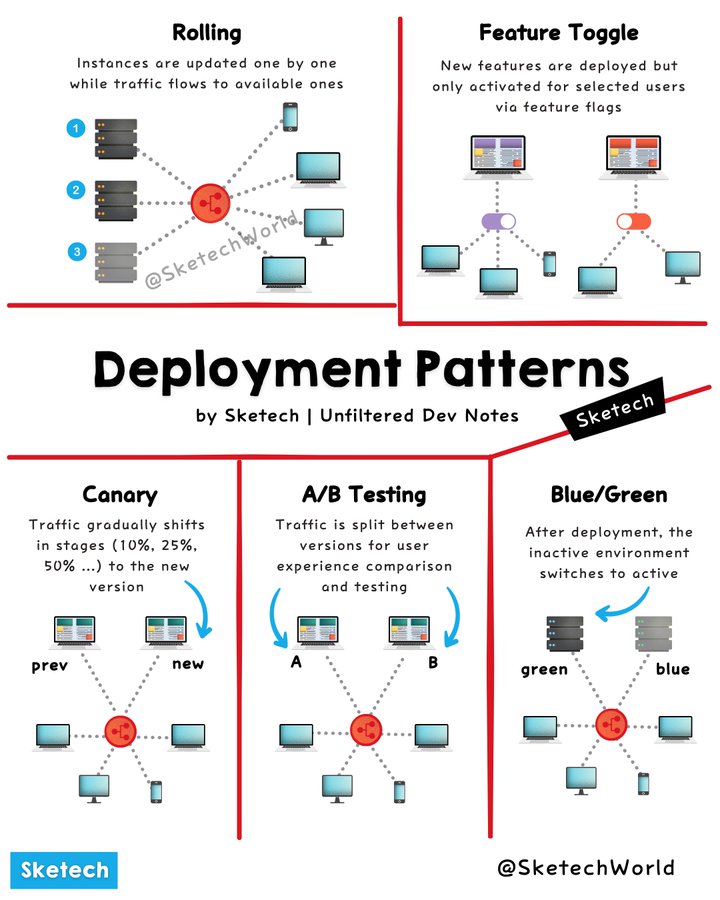 Rolling
Instances are updated one by one
while traffic flows to available ones
1
2
3
@SketechWorld
Feature Toggle
New features are deployed but
only activated for selected users
via feature flags
Deployment Patterns
by Sketech | Unfiltered Dev Notes
Sketech
Canary
Traffic gradually shifts
in stages (10%, 25%,
50% ...) to the new
version
prev
new
A/B Testing
Traffic is split between
versions for user
experience comparison
and testing
A
B
Blue/Green
After deployment, the
inactive environment
switches to active
green
blue
Sketech
@SketechWorld